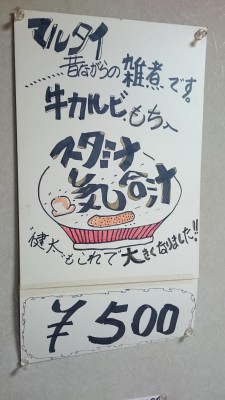 マルタイ
………昔ながらの雑煮です。
牛カルビもち入
スタミナ汁
気合汁
"健太"もこれで大きくなりました!!
¥500